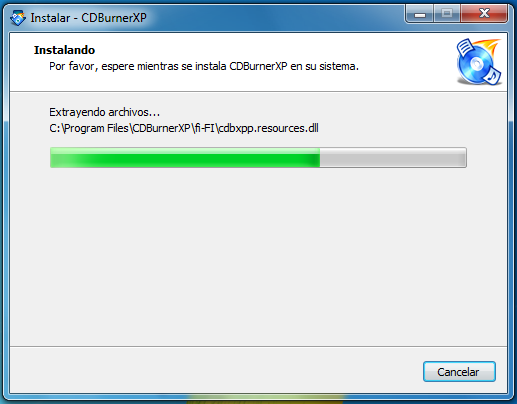 Instalar - CDBurnerXP
Instalando
Por favor, espere mientras se instala CDBurnerXP en su sistema.
Extrayendo archivos...
C:\Program Files\CDBurnerXP\fi-FI\cdbxpp.resources.dll
Cancelar